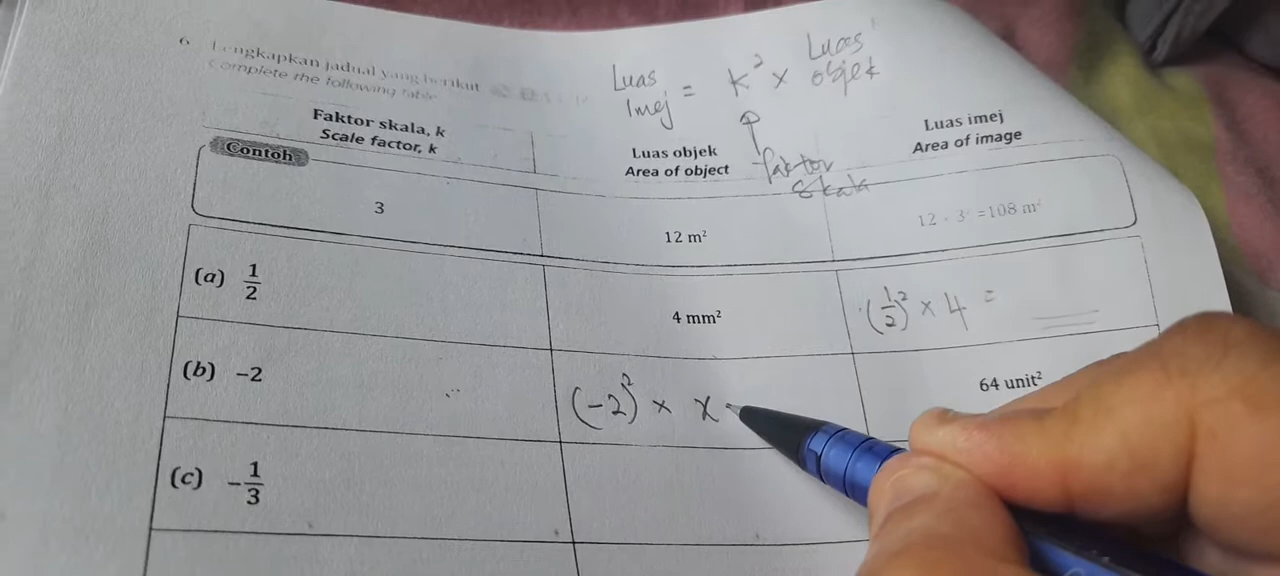 6 Lengkapkan jadual yang berikut
Complete the following table
Luas Imej = k² × Luas objek
faktor skala
Faktor skala, k
Scale factor, k
Luas objek
Area of object
Luas imej
Area of image
Contoh
3
12 m²
12 × 3² = 108 m²
(a) 1/2
4 mm²
(1/2)² × 4 =
(b) -2
(-2)² × x
64 unit²
(c) -1/3